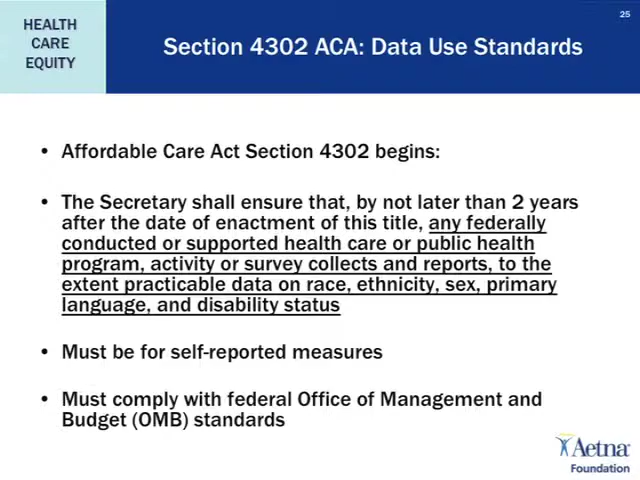 HEALTH
CARE
EQUITY
25
Section 4302 ACA: Data Use Standards
• Affordable Care Act Section 4302 begins:
• The Secretary shall ensure that, by not later than 2 years
after the date of enactment of this title, any federally
conducted or supported health care or public health
program, activity or survey collects and reports, to the
extent practicable data on race, ethnicity, sex, primary
language, and disability status
• Must be for self-reported measures
• Must comply with federal Office of Management and
Budget (OMB) standards
Aetna
Foundation